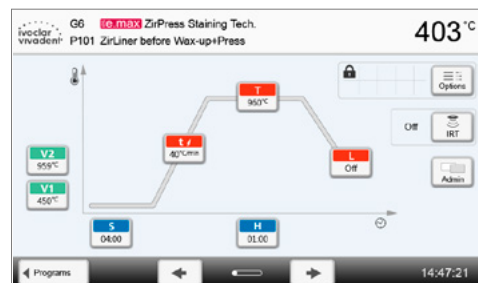 ivoclar
vivadent
G6 e.max ZirPress Staining Tech.
P101 ZirLiner before Wax-up+Press
403°C
Options
T
960°C
Off
IRT
t
40°C/min
V2
959°C
L
Off
Admin
V1
450°C
S
04:00
H
01:00
Programs
14:47:21